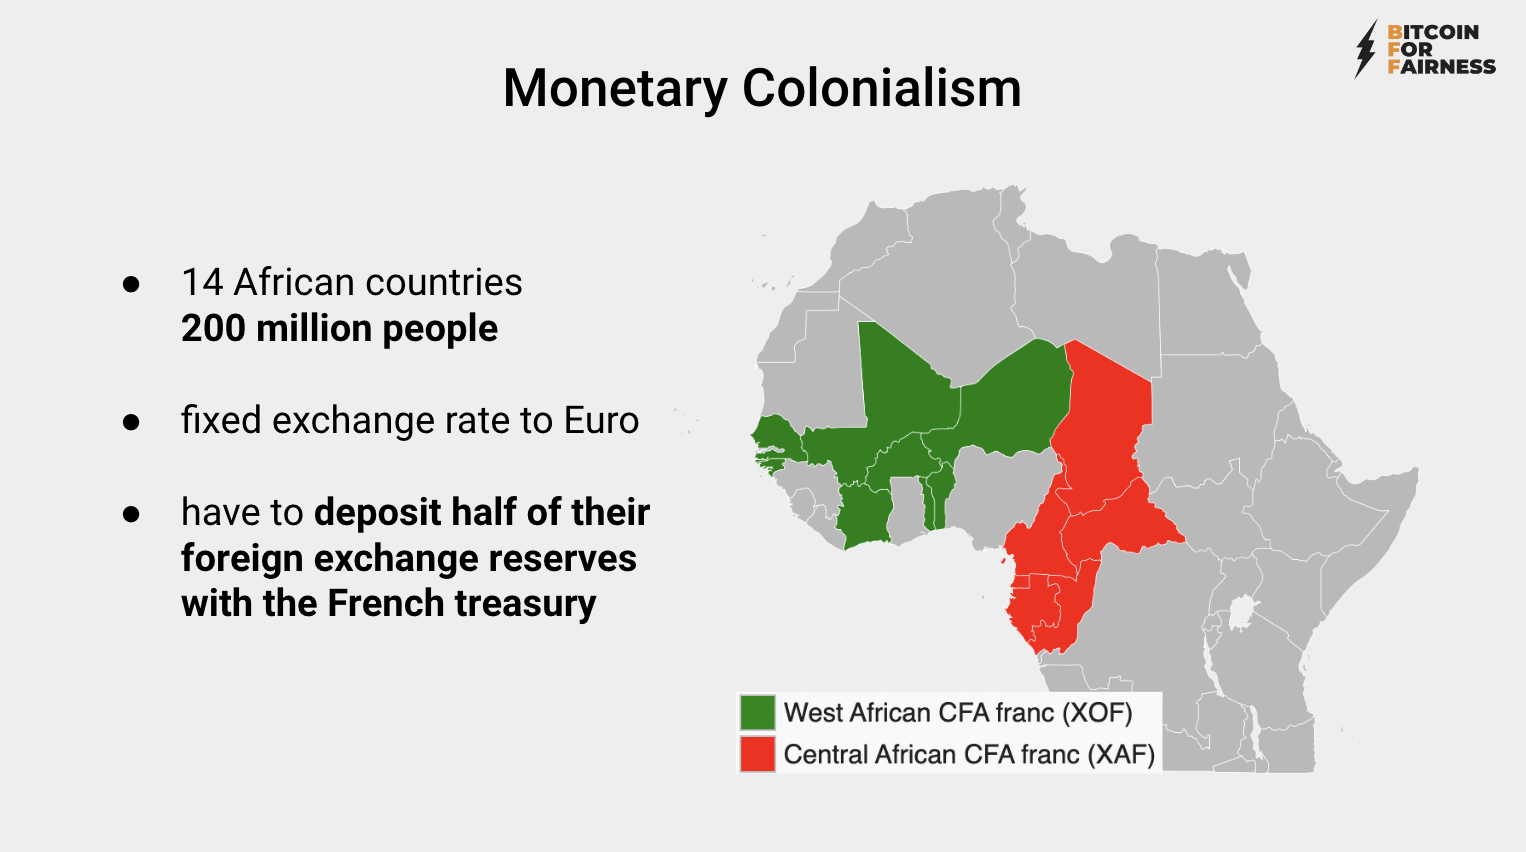 BITCOIN
FOR
FAIRNESS
Monetary Colonialism
● 14 African countries
200 million people
● fixed exchange rate to Euro
● have to deposit half of their
foreign exchange reserves
with the French treasury
West African CFA franc (XOF)
Central African CFA franc (XAF)